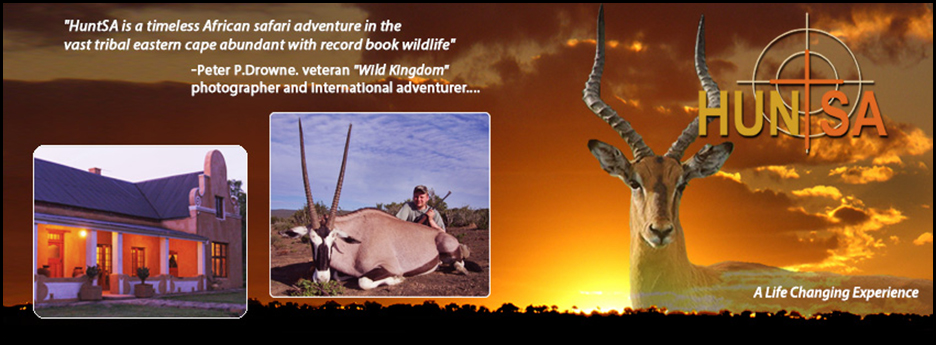 "HuntSA is a timeless African safari adventure in the
vast tribal eastern cape abundant with record book wildlife"
-Peter P.Drowne. veteran "Wild Kingdom"
photographer and International adventurer....
HUNTSA
A Life Changing Experience